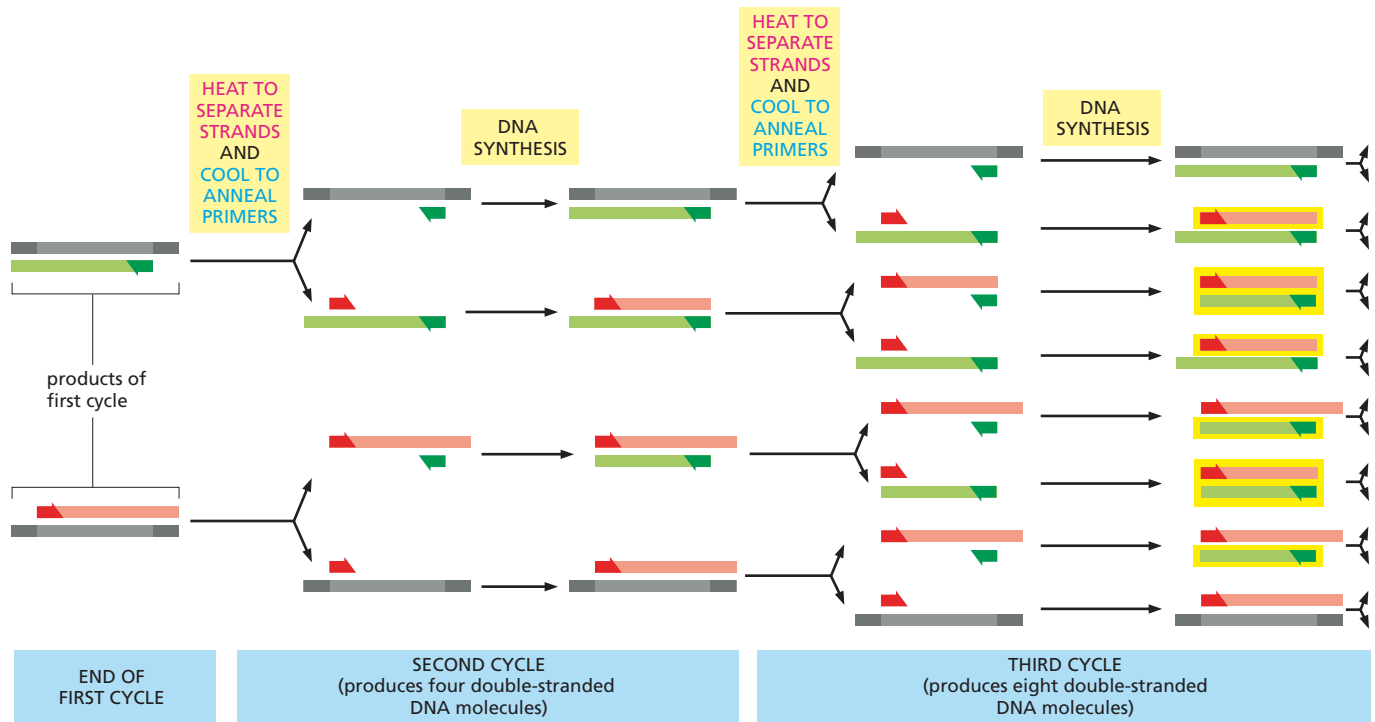 HEAT TO
SEPARATE
STRANDS
AND
COOL TO
ANNEAL
PRIMERS
DNA
SYNTHESIS
HEAT TO
SEPARATE
STRANDS
AND
COOL TO
ANNEAL
PRIMERS
DNA
SYNTHESIS
products of
first cycle
END OF
FIRST CYCLE
SECOND CYCLE
(produces four double-stranded
DNA molecules)
THIRD CYCLE
(produces eight double-stranded
DNA molecules)